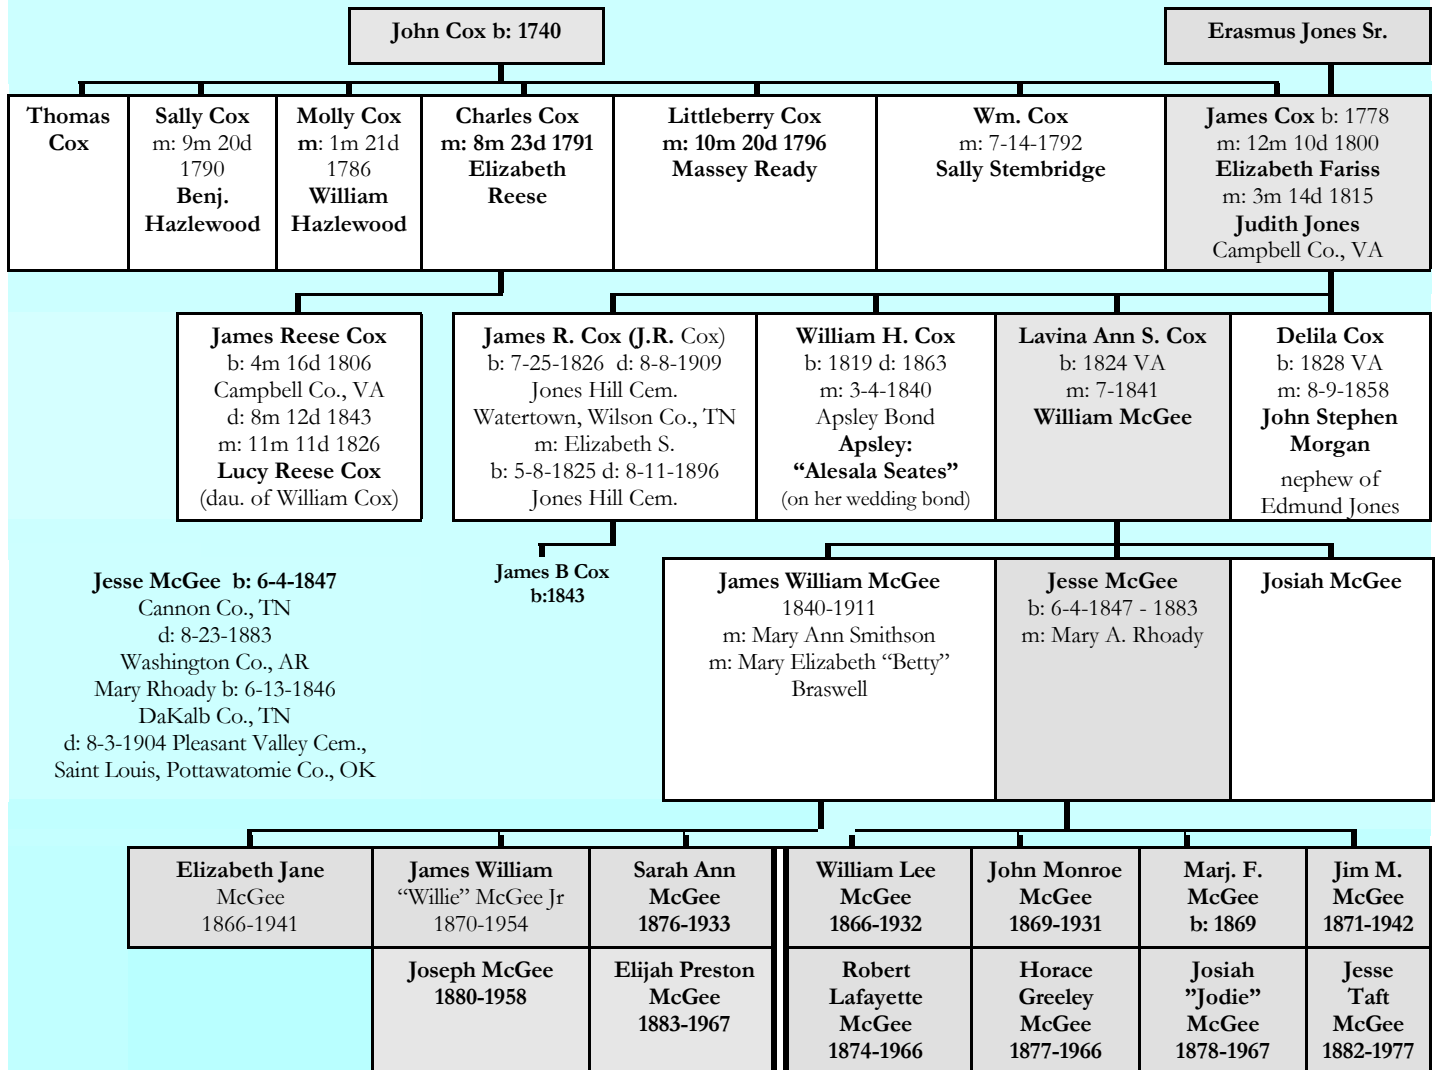 John Cox b: 1740
Erasmus Jones Sr.
Thomas
Cox
Sally Cox
m: 9m 20d
1790
Benj.
Hazlewood
Molly Cox
m: 1m 21d
1786
William
Hazlewood
Charles Cox
m: 8m 23d 1791
Elizabeth
Reese
Littleberry Cox
m: 10m 20d 1796
Massey Ready
Wm. Cox
m: 7-14-1792
Sally Stembridge
James Cox b: 1778
m: 12m 10d 1800
Elizabeth Fariss
m: 3m 14d 1815
Judith Jones
Campbell Co., VA
James Reese Cox
b: 4m 16d 1806
Campbell Co., VA
d: 8m 12d 1843
m: 11m 11d 1826
Lucy Reese Cox
(dau. of William Cox)
James R. Cox (J.R. Cox)
b: 7-25-1826 d: 8-8-1909
Jones Hill Cem.
Watertown, Wilson Co., TN
m: Elizabeth S.
b: 5-8-1825 d: 8-11-1896
Jones Hill Cem.
William H. Cox
b: 1819 d: 1863
m: 3-4-1840
Apsley Bond
Apsley:
“Alesala Seates”
(on her wedding bond)
Lavina Ann S. Cox
b: 1824 VA
m: 7-1841
William McGee
Delila Cox
b: 1828 VA
m: 8-9-1858
John Stephen
Morgan
nephew of
Edmund Jones
Jesse McGee b: 6-4-1847
Cannon Co., TN
d: 8-23-1883
Washington Co., AR
Mary Rhoady b: 6-13-1846
DaKalb Co., TN
d: 8-3-1904 Pleasant Valley Cem.,
Saint Louis, Pottawatomie Co., OK
James B Cox
b:1843
James William McGee
1840-1911
m: Mary Ann Smithson
m: Mary Elizabeth “Betty”
Braswell
Jesse McGee
b: 6-4-1847 - 1883
m: Mary A. Rhoady
Josiah McGee
Elizabeth Jane
McGee
1866-1941
James William
“Willie” McGee Jr
1870-1954
Sarah Ann
McGee
1876-1933
William Lee
McGee
1866-1932
John Monroe
McGee
1869-1931
Marj. F.
McGee
b: 1869
Jim M.
McGee
1871-1942
Joseph McGee
1880-1958
Elijah Preston
McGee
1883-1967
Robert
Lafayette
McGee
1874-1966
Horace
Greeley
McGee
1877-1966
Josiah
”Jodie”
McGee
1878-1967
Jesse
Taft
McGee
1882-1977